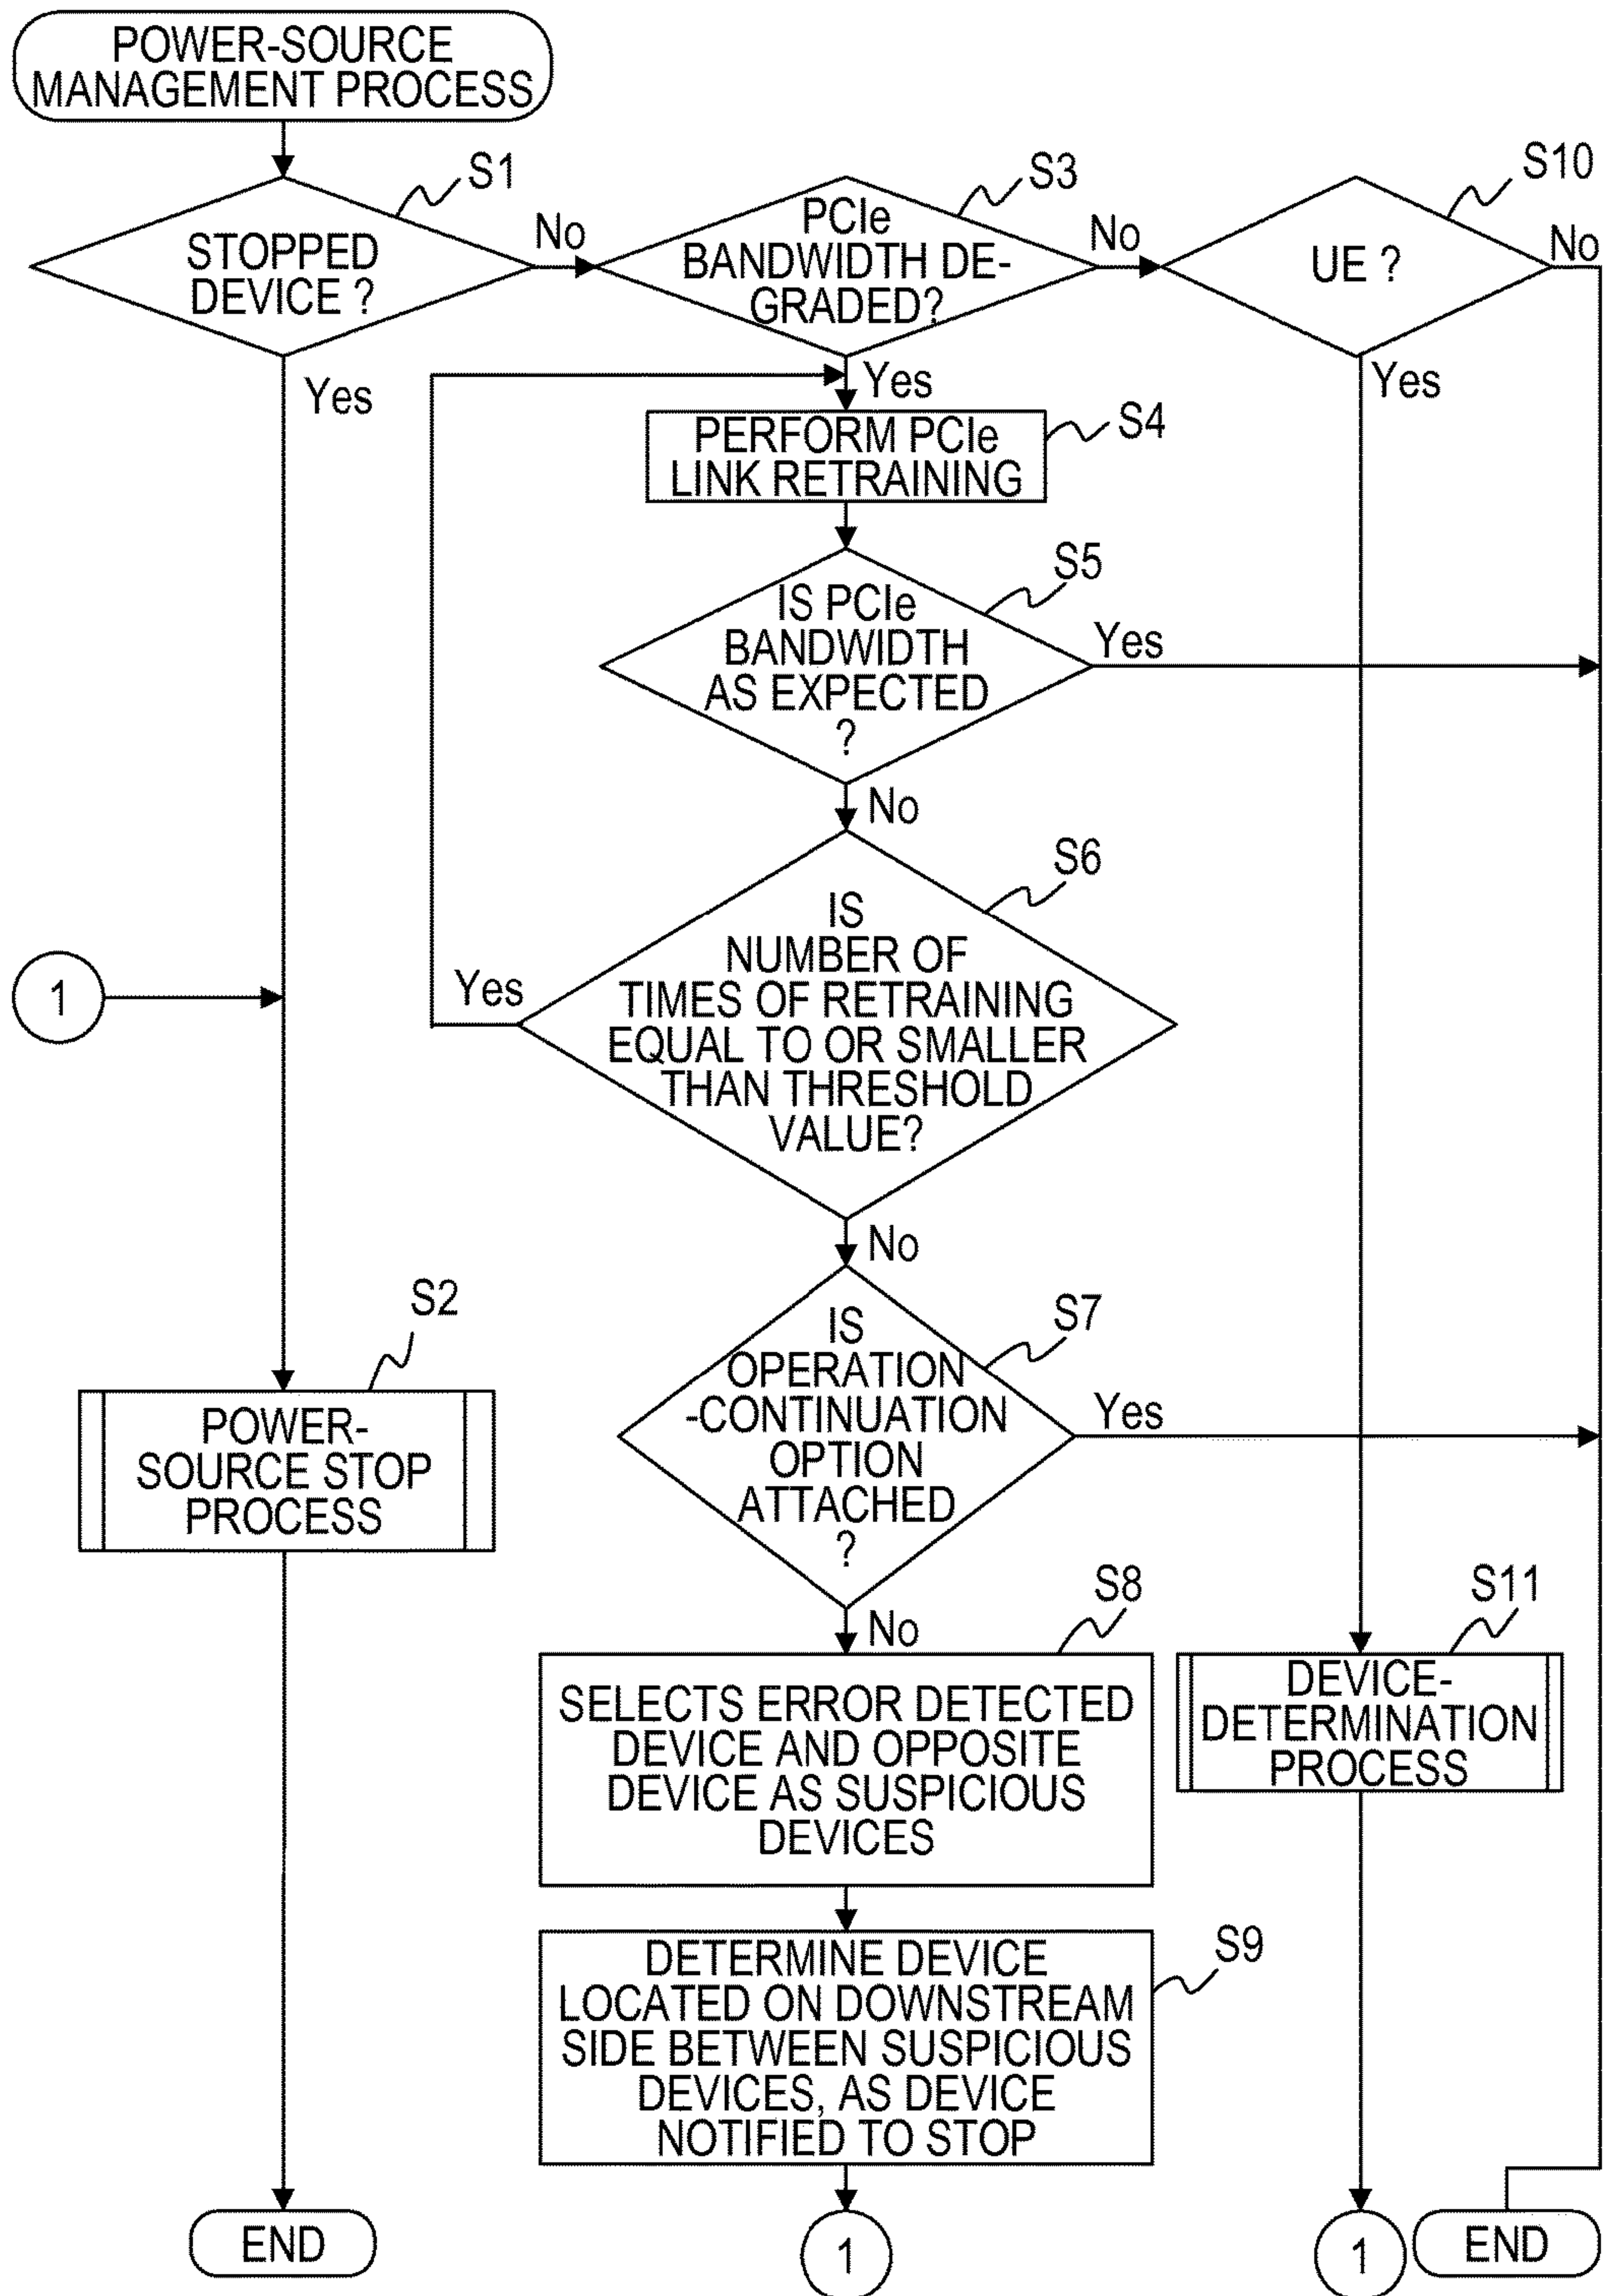 POWER-SOURCE
MANAGEMENT PROCESS
S1
STOPPED
DEVICE ?
No
Yes
S3
PCIe
BANDWIDTH DE-
GRADED?
No
Yes
S10
UE ?
No
Yes
PERFORM PCIe
LINK RETRAINING
S4
S5
IS PCIe
BANDWIDTH
AS EXPECTED
?
Yes
No
S6
IS
NUMBER OF
TIMES OF RETRAINING
EQUAL TO OR SMALLER
THAN THRESHOLD
VALUE?
Yes
No
1
S7
IS
OPERATION
-CONTINUATION
OPTION
ATTACHED
?
Yes
No
S2
POWER-
SOURCE STOP
PROCESS
S8
SELECTS ERROR DETECTED
DEVICE AND OPPOSITE
DEVICE AS SUSPICIOUS
DEVICES
S11
DEVICE-
DETERMINATION
PROCESS
S9
DETERMINE DEVICE
LOCATED ON DOWNSTREAM
SIDE BETWEEN SUSPICIOUS
DEVICES, AS DEVICE
NOTIFIED TO STOP
END
1
1
END